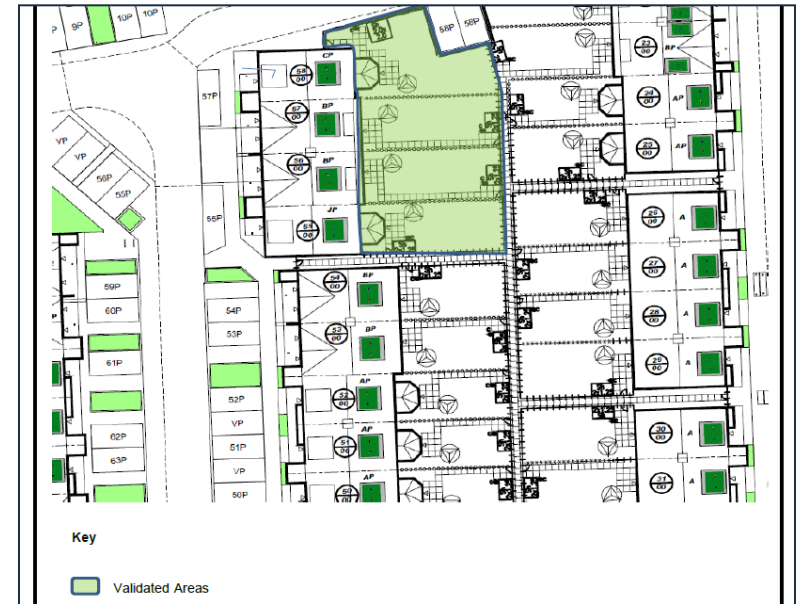 9P
10P
10P
58P
58P
CP
58
00
57P
57
00
BP
56
00
BP
JP
55
00
VP
VP
56P
55P
55P
23
00
BP
24
00
AP
25
00
AP
26
00
A
27
00
A
28
00
A
29
00
A
30
00
A
31
00
A
54
00
BP
53
00
BP
AP
52
00
AP
51
00
AP
50
00
59P
60P
61P
62P
63P
54P
53P
52P
VP
51P
VP
50P
Key
Validated Areas